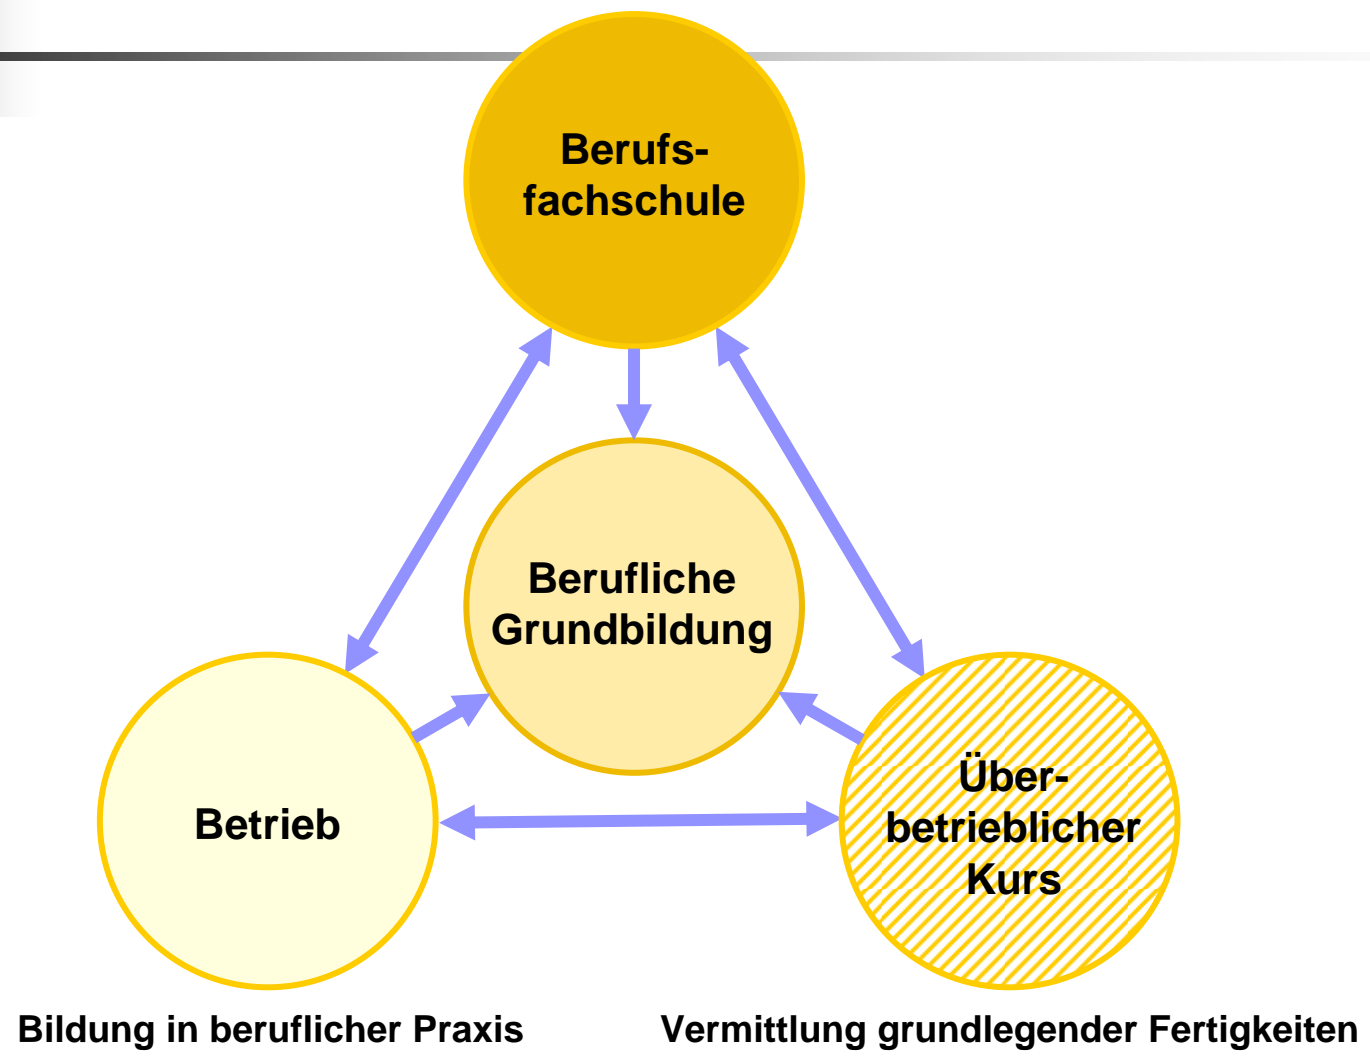 Berufs-
fachschule
Berufliche
Grundbildung
Betrieb
Über-
betrieblicher
Kurs
Bildung in beruflicher Praxis
Vermittlung grundlegender Fertigkeiten